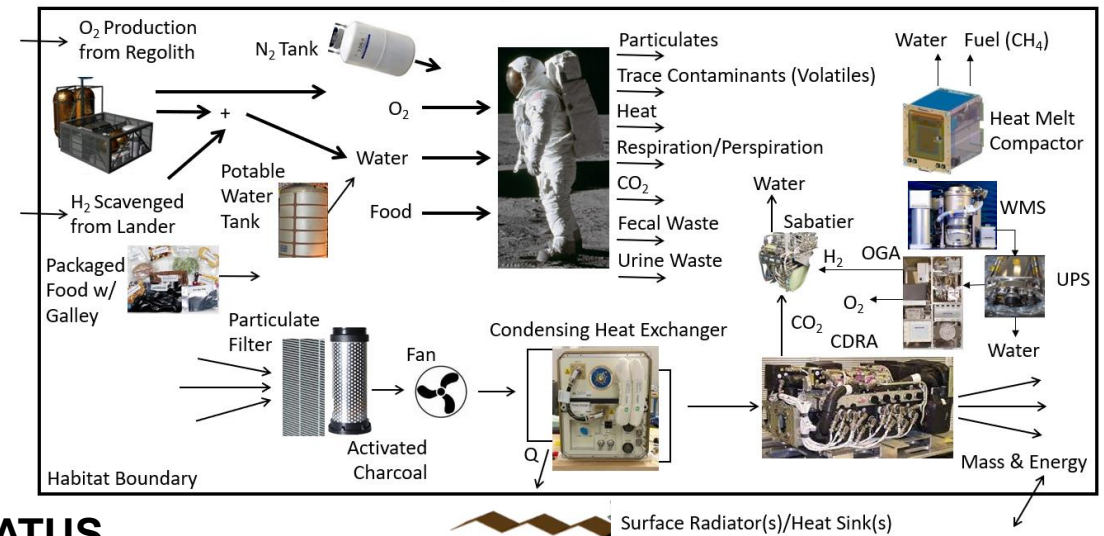 O₂ Production
from Regolith
N₂ Tank
+
O₂
Water
Food
Potable
Water
Tank
H₂ Scavenged
from Lander
Packaged
Food w/
Galley
Particulates
Trace Contaminants (Volatiles)
Heat
Respiration/Perspiration
CO₂
Fecal Waste
Urine Waste
Water
Fuel (CH₄)
Heat Melt
Compactor
Water
Sabatier
WMS
H₂
OGA
UPS
O₂
CO₂
CDRA
Water
Particulate
Filter
Fan
Activated
Charcoal
Condensing Heat Exchanger
Q
Mass & Energy
Habitat Boundary
ATUS
Surface Radiator(s)/Heat Sink(s)